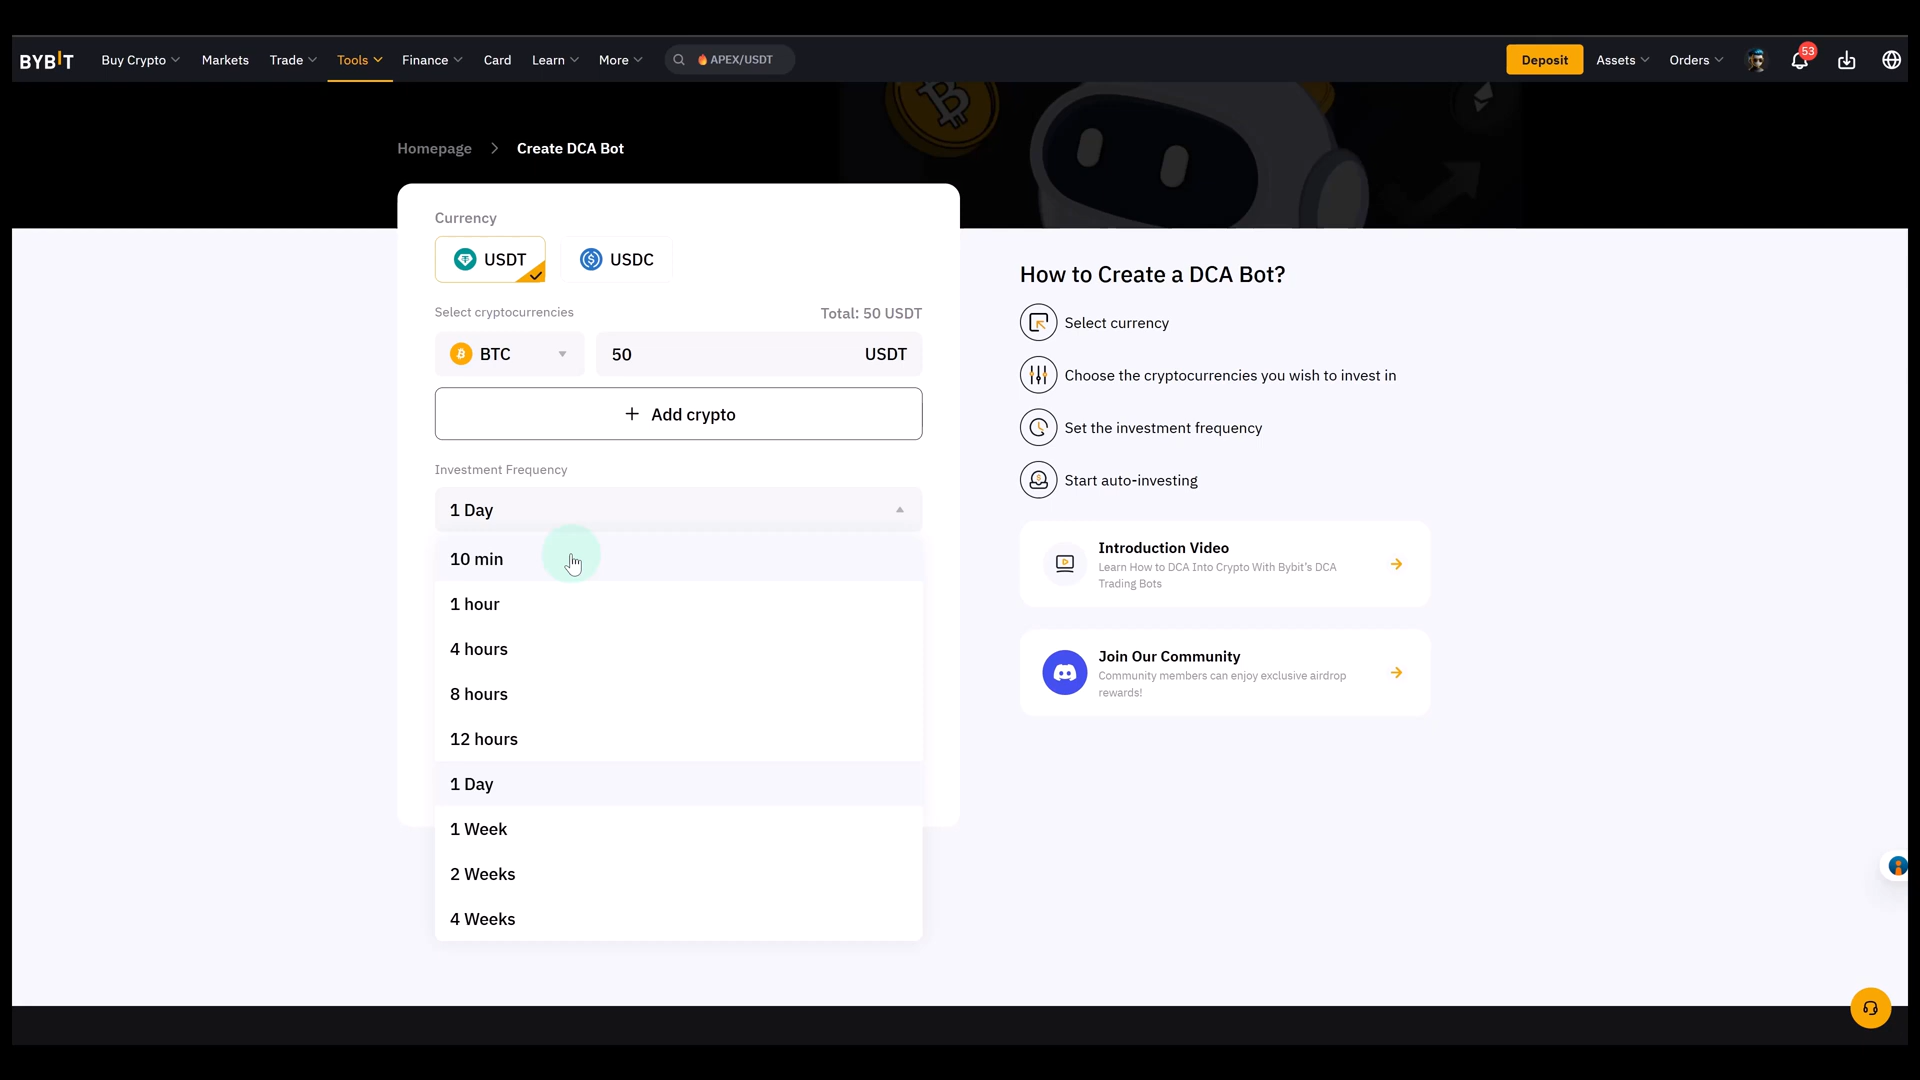 BYBIT
Buy Crypto
Markets
Trade
Tools
Finance
Card
Learn
More
APEX/USDT
Deposit
Assets
Orders
53
Homepage
Create DCA Bot
Currency
USDT
USDC
Select cryptocurrencies
Total: 50 USDT
BTC
50
USDT
+ Add crypto
Investment Frequency
1 Day
10 min
1 hour
4 hours
8 hours
12 hours
1 Day
1 Week
2 Weeks
4 Weeks
How to Create a DCA Bot?
Select currency
Choose the cryptocurrencies you wish to invest in
Set the investment frequency
Start auto-investing
Introduction Video
Learn How to DCA Into Crypto With Bybit's DCA
Trading Bots
Join Our Community
Community members can enjoy exclusive airdrop
rewards!